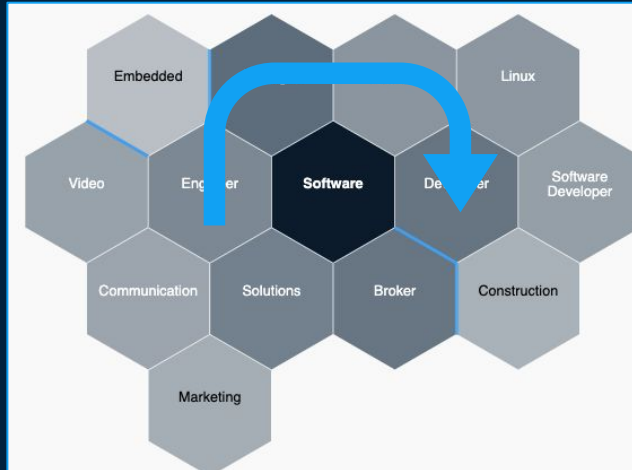 Embedded
Linux
Video
Software
Software
Developer
Communication
Solutions
Broker
Construction
Marketing